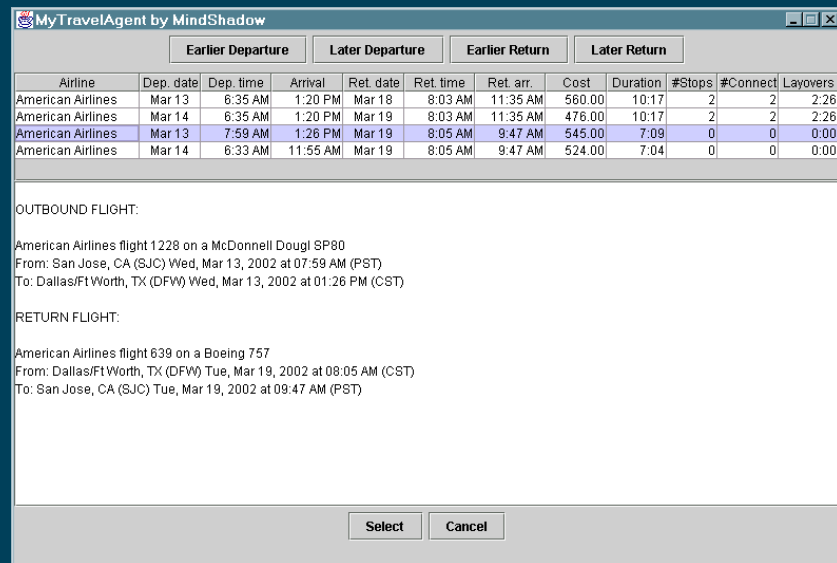 MyTravelAgent by MindShadow
Earlier Departure Later Departure Earlier Return Later Return
Airline Dep. date Dep. time Arrival Ret. date Ret. time Ret. arr. Cost Duration #Stops #Connect Layovers
American Airlines Mar 13 6:35 AM 1:20 PM Mar 18 8:03 AM 11:35 AM 560.00 10:17 2 2 2:26
American Airlines Mar 14 6:35 AM 1:20 PM Mar 19 8:03 AM 11:35 AM 476.00 10:17 2 2 2:26
American Airlines Mar 13 7:59 AM 1:26 PM Mar 19 8:05 AM 9:47 AM 545.00 7:09 0 0 0:00
American Airlines Mar 14 6:33 AM 11:55 AM Mar 19 8:05 AM 9:47 AM 524.00 7:04 0 0 0:00
OUTBOUND FLIGHT:
American Airlines flight 1228 on a McDonnell Dougl SP80
From: San Jose, CA (SJC) Wed, Mar 13, 2002 at 07:59 AM (PST)
To: Dallas/Ft Worth, TX (DFW) Wed, Mar 13, 2002 at 01:26 PM (CST)
RETURN FLIGHT:
American Airlines flight 639 on a Boeing 757
From: Dallas/Ft Worth, TX (DFW) Tue, Mar 19, 2002 at 08:05 AM (CST)
To: San Jose, CA (SJC) Tue, Mar 19, 2002 at 09:47 AM (PST)
Select Cancel